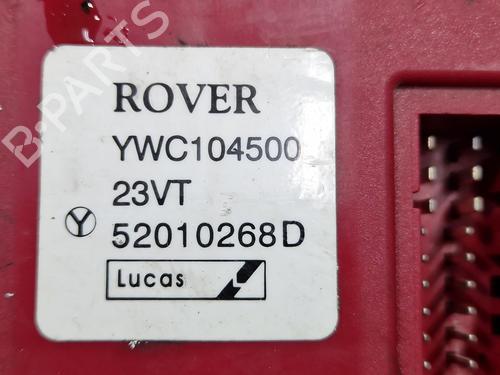 B-PARTS
ROVER
YWC104500
23VT
Y 52010268D
Lucas